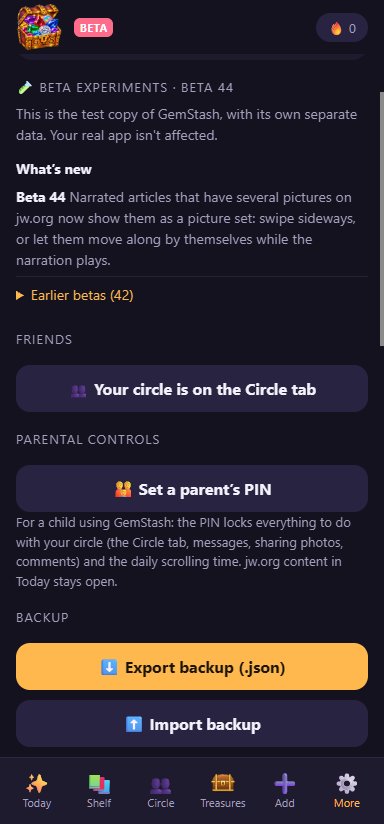 BETA
0
BETA EXPERIMENTS · BETA 44
This is the test copy of GemStash, with its own separate
data. Your real app isn't affected.
What's new
Beta 44 Narrated articles that have several pictures on
jw.org now show them as a picture set: swipe sideways,
or let them move along by themselves while the
narration plays.
Earlier betas (42)
FRIENDS
Your circle is on the Circle tab
PARENTAL CONTROLS
Set a parent's PIN
For a child using GemStash: the PIN locks everything to do
with your circle (the Circle tab, messages, sharing photos,
comments) and the daily scrolling time. jw.org content in
Today stays open.
BACKUP
Export backup (.json)
Import backup
Today
Shelf
Circle
Treasures
Add
More